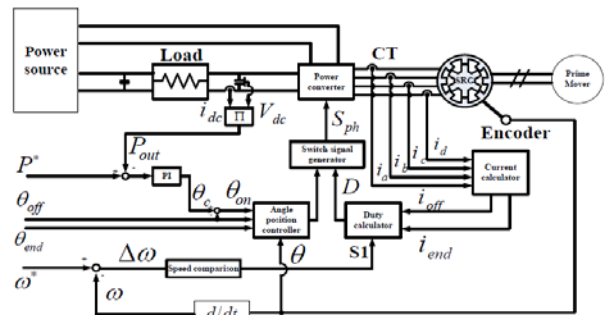 Power source
Load
CT
SRG
Prime Mover
Power converter
i_dc
Π
V_dc
S_ph
Encoder
P_out
Switch signal generator
i_a
i_b
i_c
i_d
Current calculator
P*
PI
θ_c
θ_on
D
i_off
θ_off
Angle position controller
Duty calculator
θ_end
i_end
S1
ω*
Δω
Speed comparison
θ
ω
d/dt